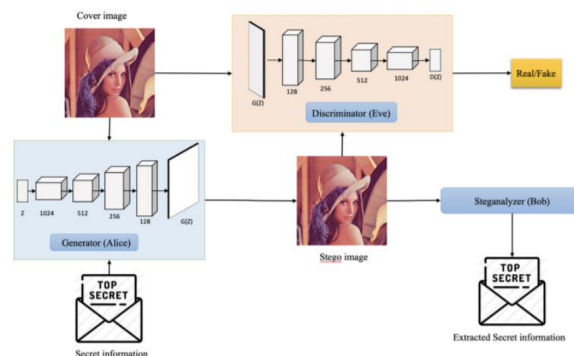 Cover image
G(Z)
128
256
512
1024
D(Z)
Discriminator (Eve)
Real/Fake
Z
1024
512
256
128
G(Z)
Generator (Alice)
Stego image
Steganalyzer (Bob)
TOP
SECRET
Secret information
TOP
SECRET
Extracted Secret information